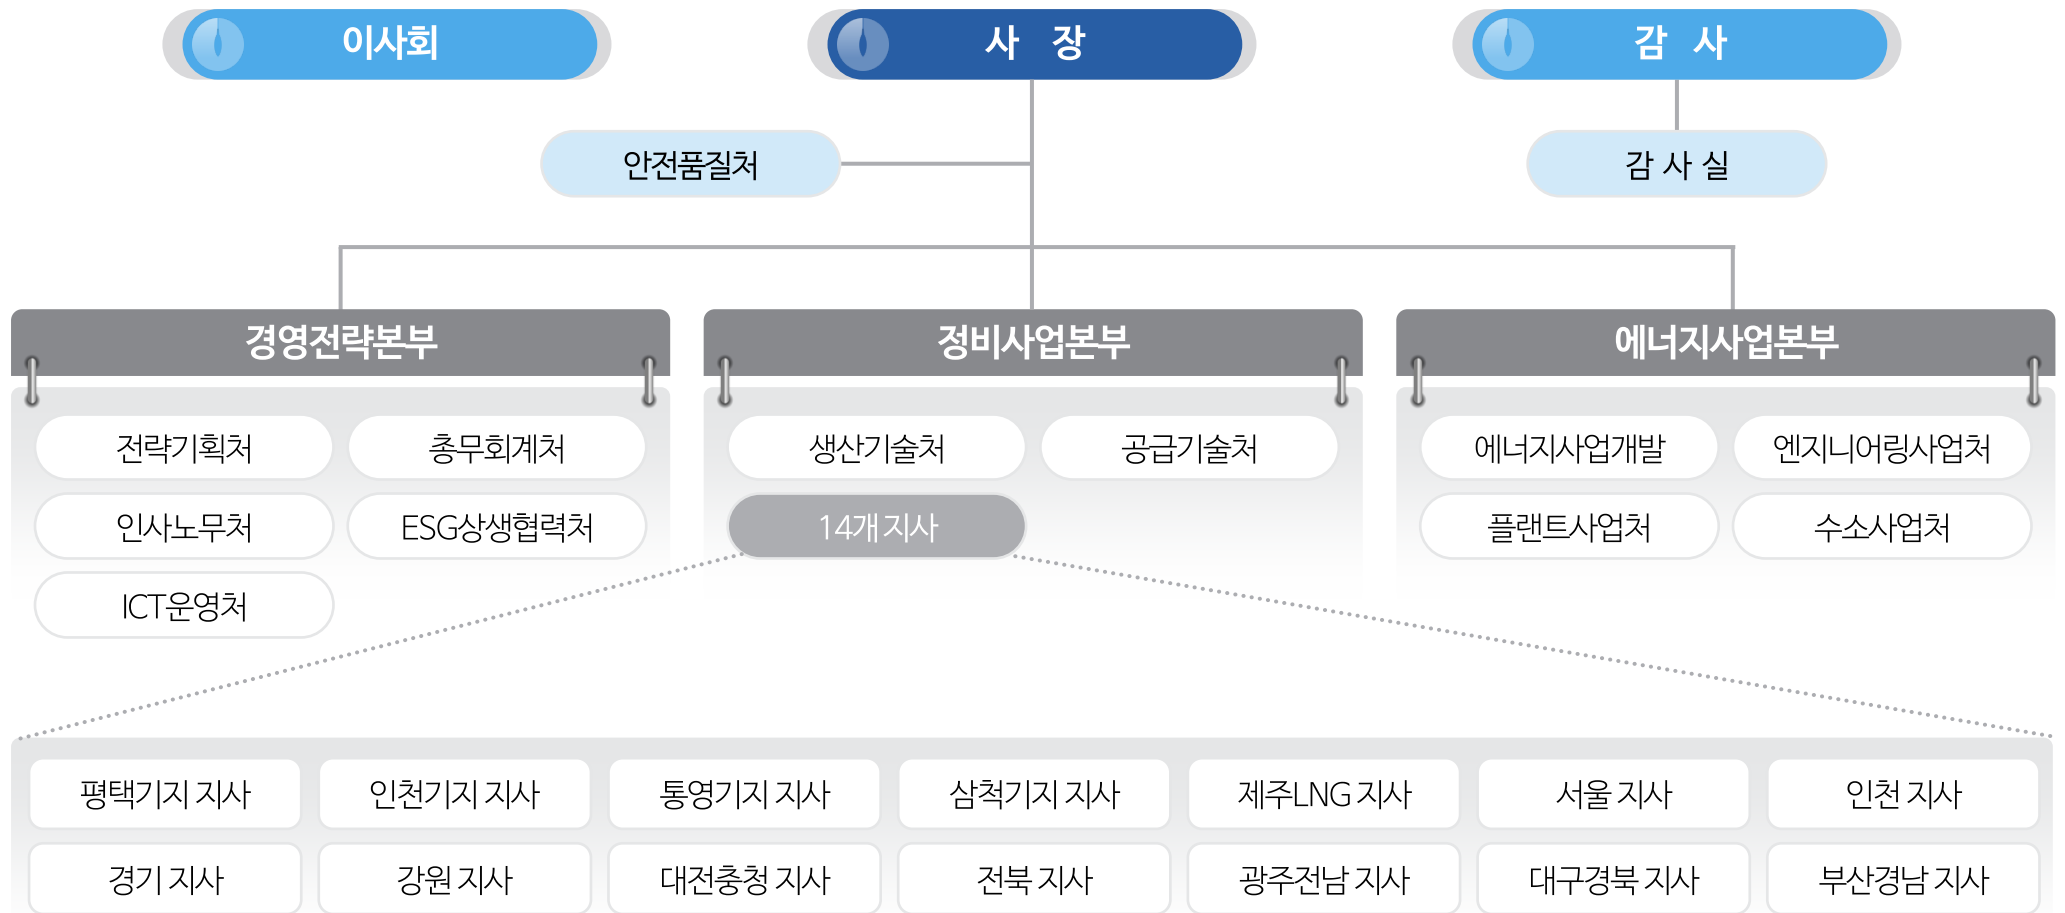 이사회
사 장
감 사
안전품질처
감 사 실
경영전략본부
정비사업본부
에너지사업본부
전략기획처
총무회계처
생산기술처
공급기술처
에너지사업개발
엔지니어링사업처
인사노무처
ESG상생협력처
14개 지사
플랜트사업처
수소사업처
ICT운영처
평택기지 지사
인천기지 지사
통영기지 지사
삼척기지 지사
제주LNG 지사
서울 지사
인천 지사
경기 지사
강원 지사
대전충청 지사
전북 지사
광주전남 지사
대구경북 지사
부산경남 지사